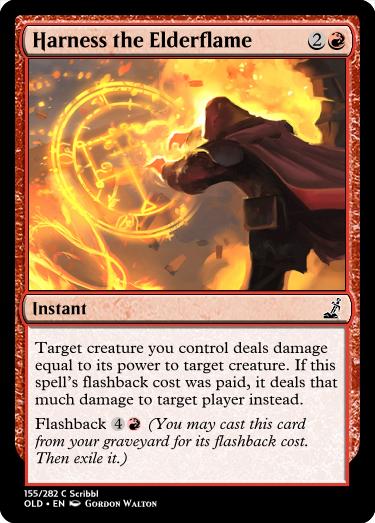 Harness the Elderflame 2
Instant
Target creature you control deals damage
equal to its power to target creature. If this
spell's flashback cost was paid, it deals that
much damage to target player instead.
Flashback 4 (You may cast this card
from your graveyard for its flashback cost.
Then exile it.)
155/282 C Scribbl
OLD • EN Gordon Walton